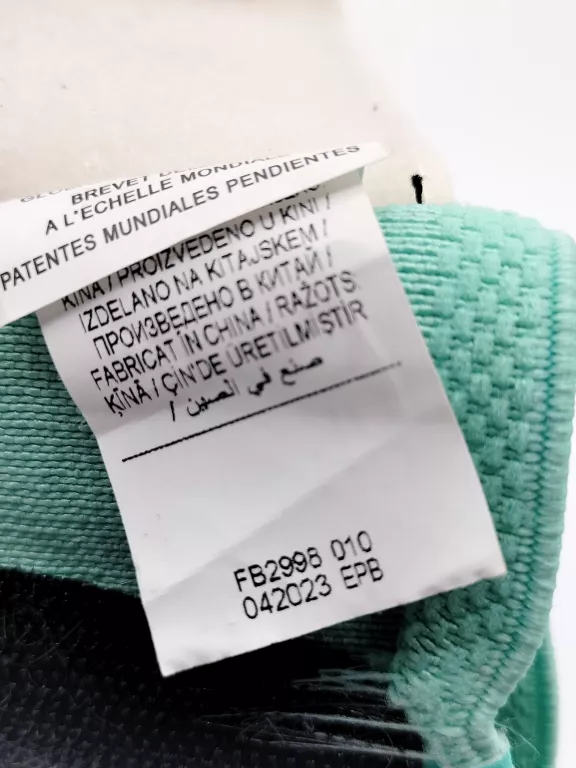 BREVET
A L'ECHELLE MONDIALE
PATENTES MUNDIALES PENDIENTES
KINA / PROIZVEDENO U KINI /
IZDELANO NA KITAJSKEM /
ПРОИЗВЕДЕНО В КИТАЙ /
FABRICAT ÎN CHINA / RAŽOTS
ĶĪNĀ / ÇİN'DE ÜRETİLMİŞTİR
/ صنع في الصين
FB2998 010
042023 EPB